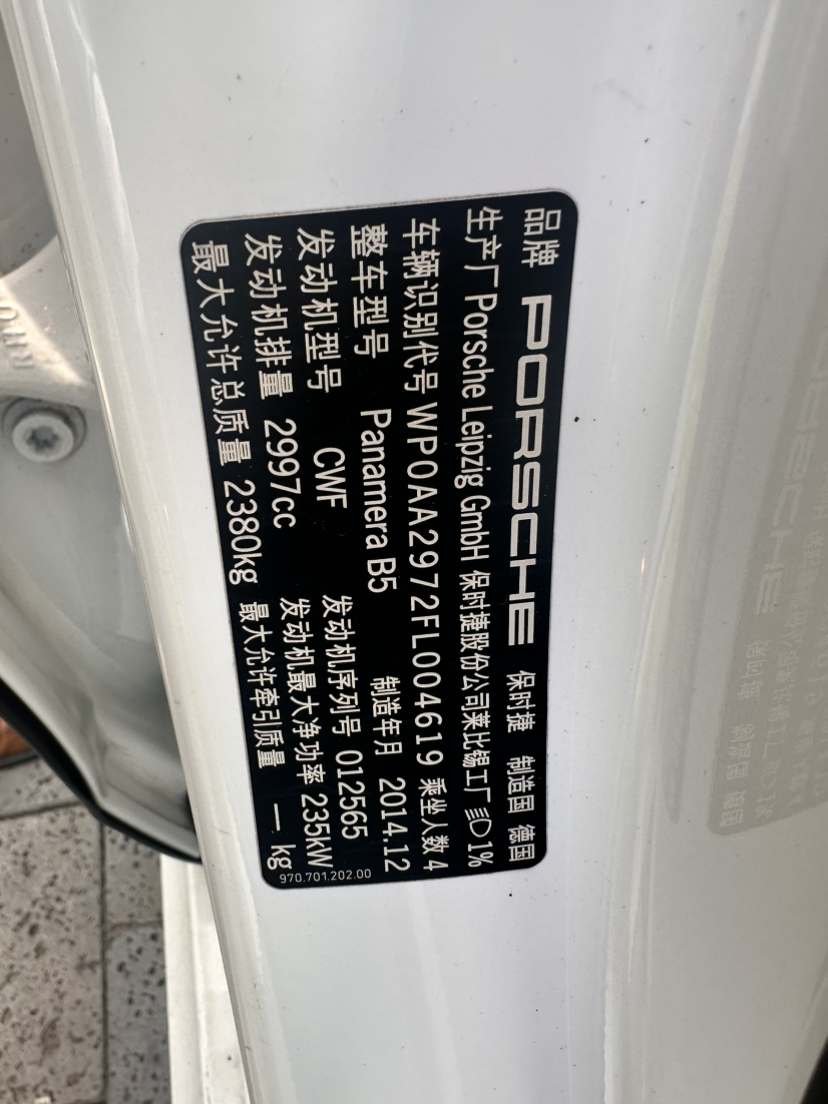 品牌 PORSCHE 保时捷 制造国 德国
生产厂 Porsche Leipzig GmbH 保时捷股份公司莱比锡工厂 1%
车辆识别代号 WP0AA2972FL004619 乘坐人数 4
整车型号 Panamera B5 制造年月 2014.12
发动机型号 CWF 发动机序列号 012565
发动机排量 2997cc 发动机最大净功率 235kW
最大允许总质量 2380kg 最大允许牵引质量 — kg
970.701.202.00